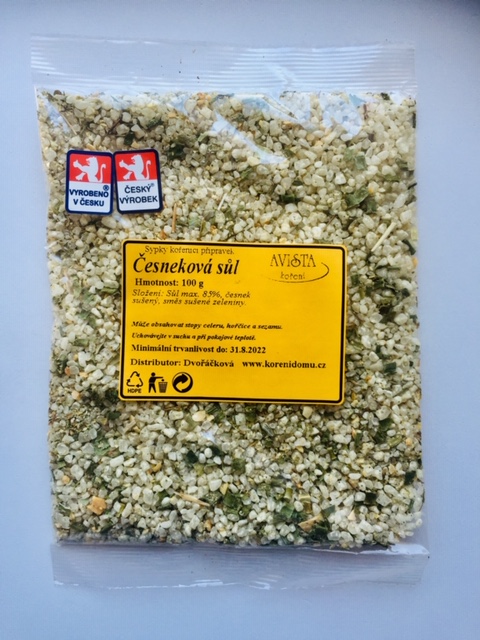 VYROBENO®
V ČESKU
ČESKÝ
VÝROBEK
Sypký kořenící přípravek
Česneková sůl
AVISTA
koření
Hmotnost: 100 g
Složení: Sůl max. 85%, česnek
sušený, směs sušené zeleniny.
Může obsahovat stopy celeru, hořčice a sezamu.
Uchovávejte v suchu a při pokojové teplotě.
Minimální trvanlivost do: 31.8.2022
Distributor: Dvořáčková www.korenidomu.cz
HDPE